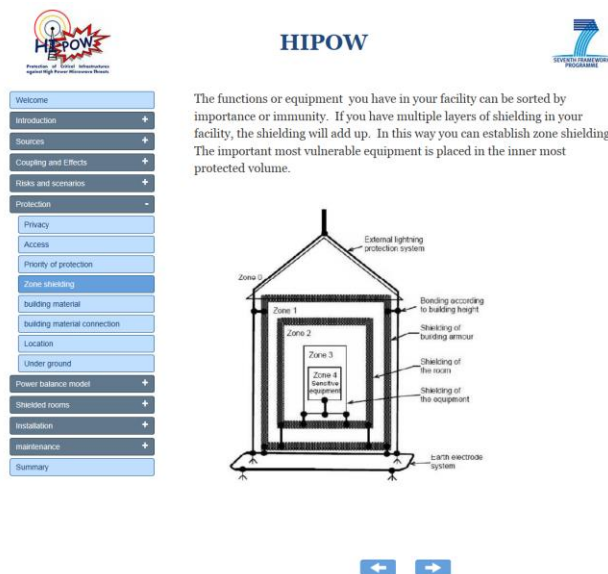 HIPOW
Protection of Critical Infrastructures
against High Power Microwave Threats
HIPOW
SEVENTH FRAMEWORK
PROGRAMME
Welcome
Introduction +
Sources +
Coupling and Effects +
Risks and scenarios +
Protection -
Privacy
Access
Priority of protection
Zone shielding
building material
building material connection
Location
Under ground
Power balance model +
Shielded rooms +
Installation +
maintenance +
Summary
The functions or equipment you have in your facility can be sorted by
importance or immunity. If you have multiple layers of shielding in your
facility, the shielding will add up. In this way you can establish zone shielding
The important most vulnerable equipment is placed in the inner most
protected volume.
External lightning
protection system
Zone 0
Bonding according
to building height
Zone 1
Shielding of
building armour
Zone 2
Zone 3
Shielding of
the room
Zone 4
Sensitive
equipment
Shielding of
the equipment
Earth electrode
system